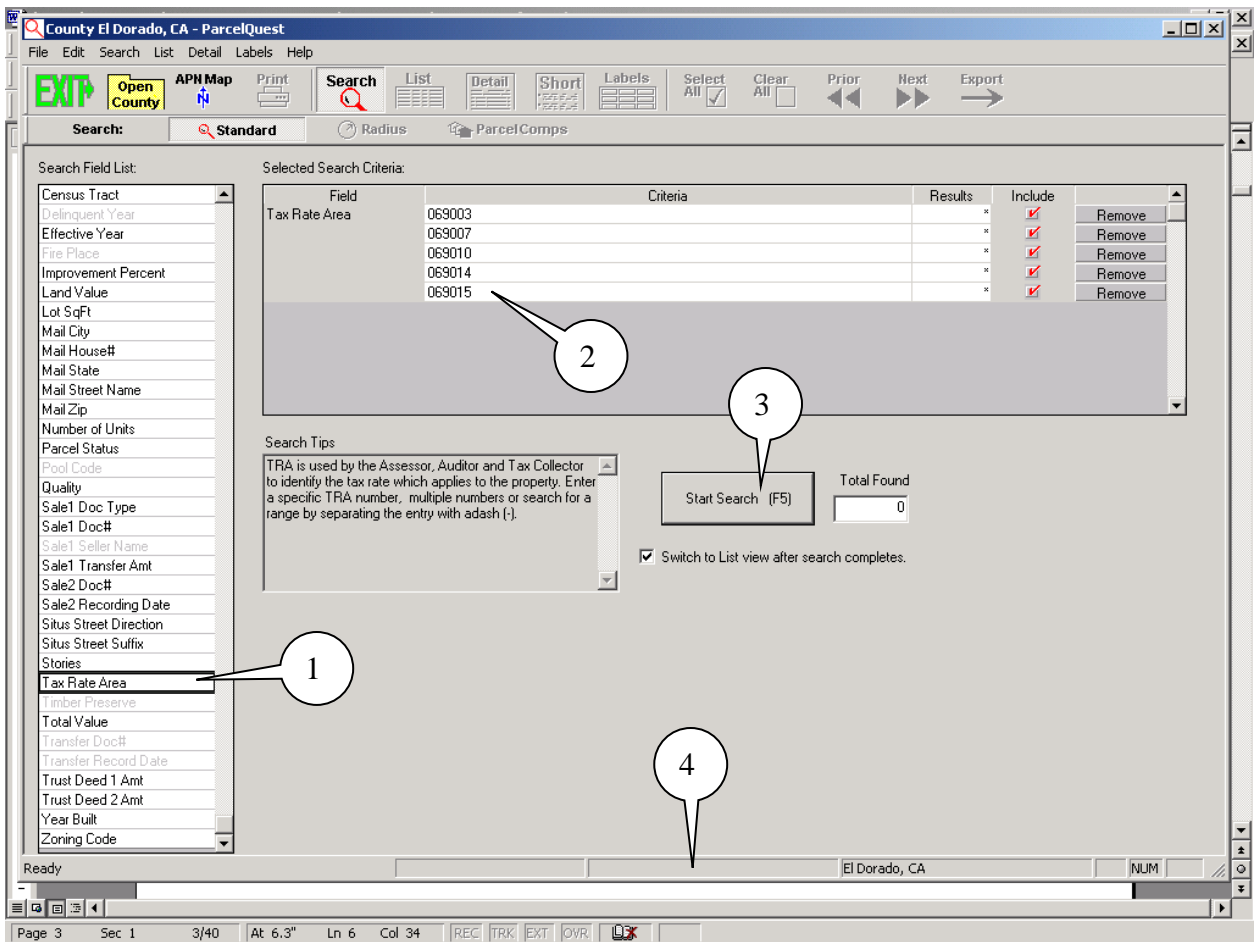 County El Dorado, CA - ParcelQuest
File Edit Search List Detail Labels Help
EXIT Open County APN Map N Print Search List Detail Short Labels Select All Clear All Prior Next Export
Search: Standard Radius ParcelComps
Search Field List:
Census Tract
Delinquent Year
Effective Year
Fire Place
Improvement Percent
Land Value
Lot SqFt
Mail City
Mail House#
Mail State
Mail Street Name
Mail Zip
Number of Units
Parcel Status
Pool Code
Quality
Sale1 Doc Type
Sale1 Doc#
Sale1 Seller Name
Sale1 Transfer Amt
Sale2 Doc#
Sale2 Recording Date
Situs Street Direction
Situs Street Suffix
Stories
Tax Rate Area
Timber Preserve
Total Value
Transfer Doc#
Transfer Record Date
Trust Deed 1 Amt
Trust Deed 2 Amt
Year Built
Zoning Code
1
Selected Search Criteria:
Field Criteria Results Include
Tax Rate Area 069003 * Remove
069007 * Remove
069010 * Remove
069014 * Remove
069015 * Remove
2
3
Search Tips
TRA is used by the Assessor, Auditor and Tax Collector
to identify the tax rate which applies to the property. Enter
a specific TRA number, multiple numbers or search for a
range by separating the entry with adash (-).
Start Search (F5)
Total Found
0
Switch to List view after search completes.
4
Ready El Dorado, CA NUM
Page 3 Sec 1 3/40 At 6.3" Ln 6 Col 34 REC TRK EXT OVR